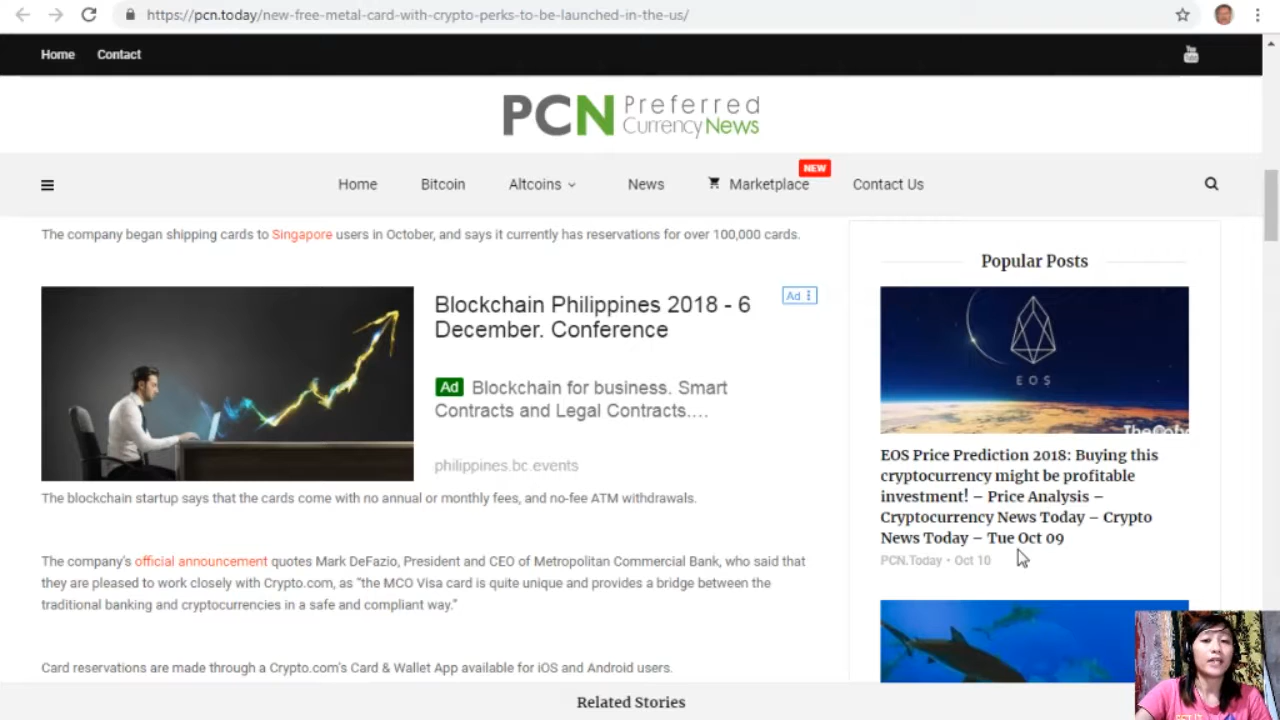 https://pcn.today/new-free-metal-card-with-crypto-perks-to-be-launched-in-the-us/
Home Contact
You
Tube
PCN Preferred
CurrencyNews
NEW
Home Bitcoin Altcoins News Marketplace Contact Us
The company began shipping cards to Singapore users in October, and says it currently has reservations for over 100,000 cards.
Blockchain Philippines 2018 - 6
December. Conference
Ad
Ad Blockchain for business. Smart
Contracts and Legal Contracts....
philippines.bc.events
The blockchain startup says that the cards come with no annual or monthly fees, and no-fee ATM withdrawals.
The company's official announcement quotes Mark DeFazio, President and CEO of Metropolitan Commercial Bank, who said that
they are pleased to work closely with Crypto.com, as “the MCO Visa card is quite unique and provides a bridge between the
traditional banking and cryptocurrencies in a safe and compliant way.”
Card reservations are made through a Crypto.com's Card & Wallet App available for iOS and Android users.
Popular Posts
EOS
EOS Price Prediction 2018: Buying this
cryptocurrency might be profitable
investment! – Price Analysis –
Cryptocurrency News Today – Crypto
News Today – Tue Oct 09
PCN.Today • Oct 10
Related Stories